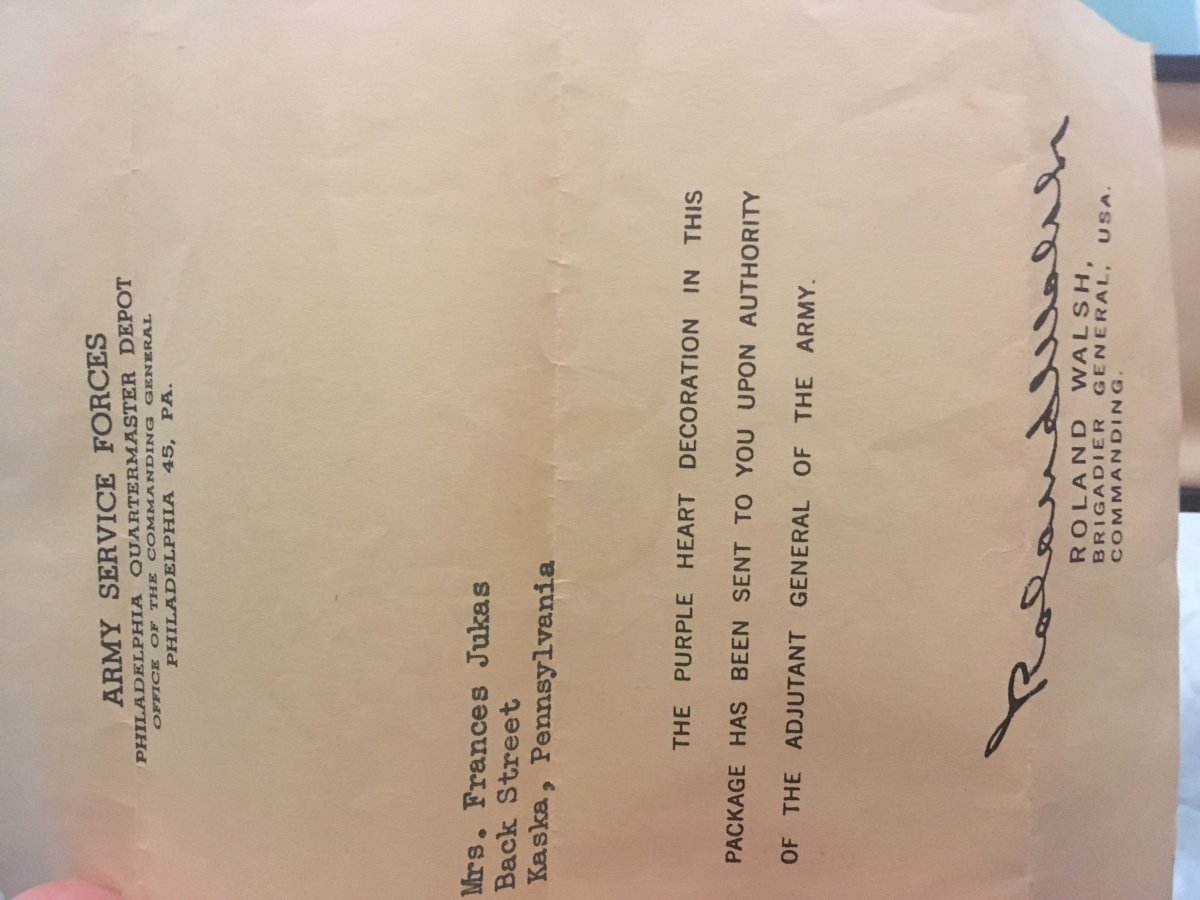 ARMY SERVICE FORCES
PHILADELPHIA QUARTERMASTER DEPOT
OFFICE OF THE COMMANDING GENERAL
PHILADELPHIA 45, PA.
Mrs. Frances Jukas
Back Street
Kaska, Pennsylvania
THE PURPLE HEART DECORATION IN THIS
PACKAGE HAS BEEN SENT TO YOU UPON AUTHORITY
OF THE ADJUTANT GENERAL OF THE ARMY.
Roland Walsh
ROLAND WALSH,
BRIGADIER GENERAL, USA.
COMMANDING.